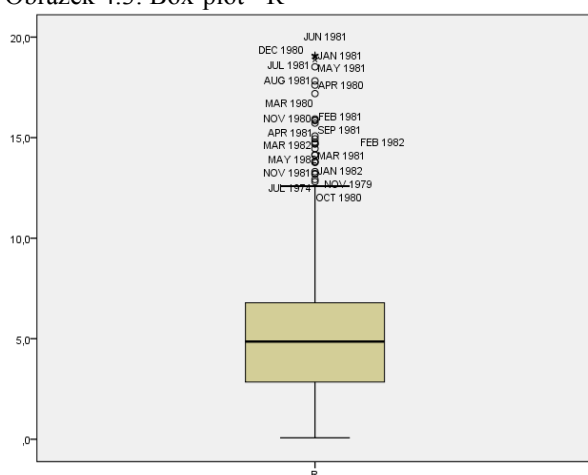 Obrázek 4.3: Box-plot - R
20,0
JUN 1981
DEC 1980
JAN 1981
JUL 1981
MAY 1981
AUG 1981
APR 1980
MAR 1980
NOV 1980
FEB 1981
15,0
APR 1981
SEP 1981
MAR 1982
FEB 1982
MAR 1981
NOV 1981
JAN 1982
JUL 1974
NOV 1979
OCT 1980
10,0
5,0
,0
R